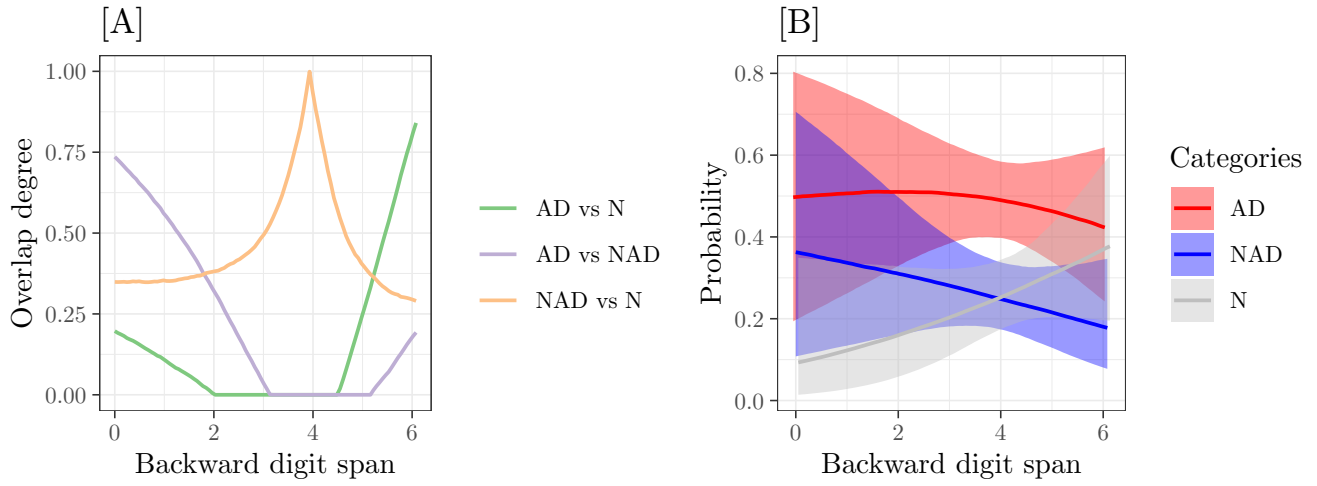 [A]
Overlap degree
1.00
0.75
0.50
0.25
0.00
0
2
4
6
Backward digit span
AD vs N
AD vs NAD
NAD vs N
[B]
Probability
0.8
0.6
0.4
0.2
0.0
0
2
4
6
Backward digit span
Categories
AD
NAD
N